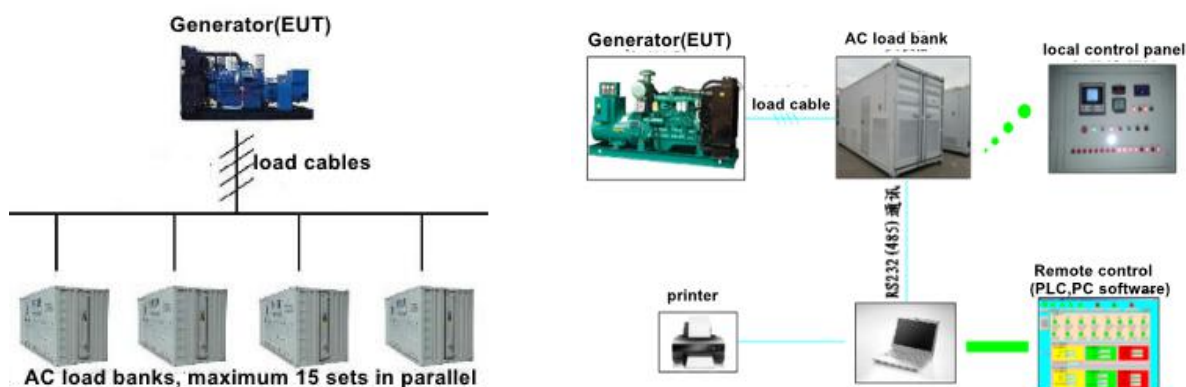 Generator(EUT)
load cables
AC load banks, maximum 15 sets in parallel
Generator(EUT)
load cable
AC load bank
local control panel
RS232 (485) 通讯
printer
Remote control
(PLC,PC software)